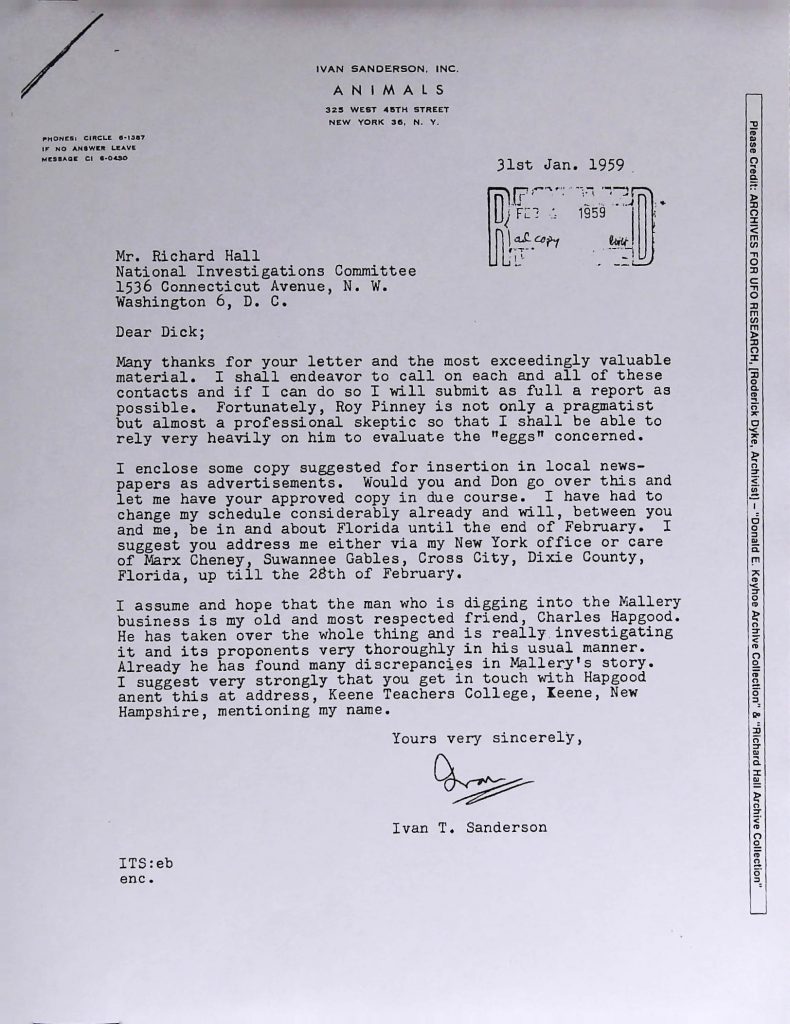 IVAN SANDERSON, INC.
ANIMALS
325 WEST 45TH STREET
NEW YORK 36, N. Y.
PHONES: CIRCLE 6-1387
IF NO ANSWER LEAVE
MESSAGE CI 6-0430
31st Jan. 1959
1959
ad copy
Mr. Richard Hall
National Investigations Committee
1536 Connecticut Avenue, N. W.
Washington 6, D. C.
Dear Dick;
Many thanks for your letter and the most exceedingly valuable
material. I shall endeavor to call on each and all of these
contacts and if I can do so I will submit as full a report as
possible. Fortunately, Roy Pinney is not only a pragmatist
but almost a professional skeptic so that I shall be able to
rely very heavily on him to evaluate the "eggs" concerned.
I enclose some copy suggested for insertion in local news-
papers as advertisements. Would you and Don go over this and
let me have your approved copy in due course. I have had to
change my schedule considerably already and will, between you
and me, be in and about Florida until the end of February. I
suggest you address me either via my New York office or care
of Marx Cheney, Suwannee Gables, Cross City, Dixie County,
Florida, up till the 28th of February.
I assume and hope that the man who is digging into the Mallery
business is my old and most respected friend, Charles Hapgood.
He has taken over the whole thing and is really investigating
it and its proponents very thoroughly in his usual manner.
Already he has found many discrepancies in Mallery's story.
I suggest very strongly that you get in touch with Hapgood
anent this at address, Keene Teachers College, Keene, New
Hampshire, mentioning my name.
Yours very sincerely,
Ivan
Ivan T. Sanderson
ITS:eb
enc.
Please Credit: ARCHIVES FOR UFO RESEARCH, [Roderick Dyke, Archivist] – "Donald E. Keyhoe Archive Collection" & "Richard Hall Archive Collection"